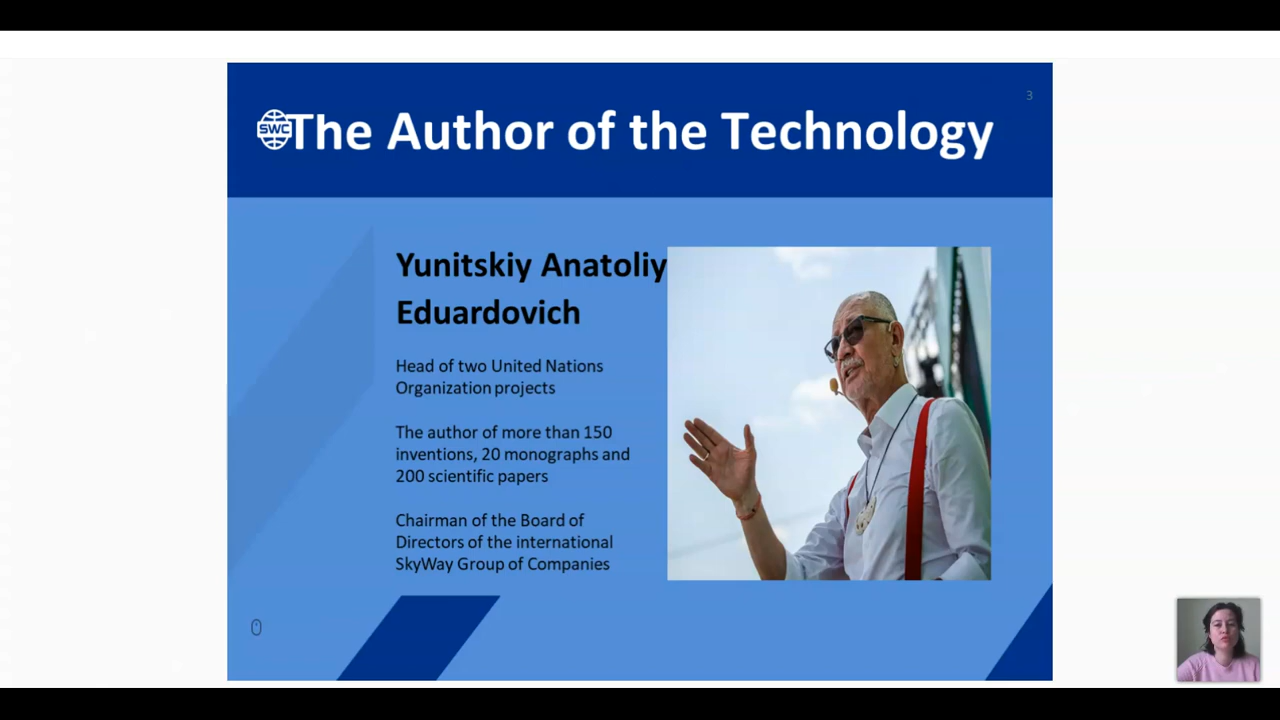 3
SWC
The Author of the Technology
Yunitskiy Anatoliy
Eduardovich
Head of two United Nations
Organization projects
The author of more than 150
inventions, 20 monographs and
200 scientific papers
Chairman of the Board of
Directors of the international
SkyWay Group of Companies